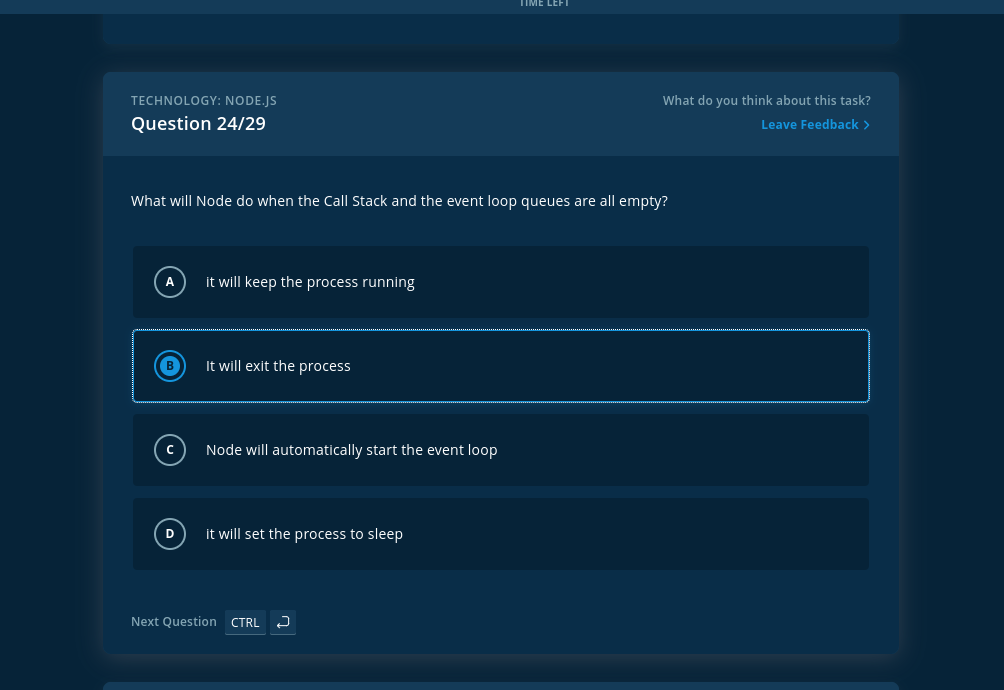 TIME LEFT
TECHNOLOGY: NODE.JS
What do you think about this task?
Question 24/29
Leave Feedback >
What will Node do when the Call Stack and the event loop queues are all empty?
A it will keep the process running
B It will exit the process
C Node will automatically start the event loop
D it will set the process to sleep
Next Question CTRL